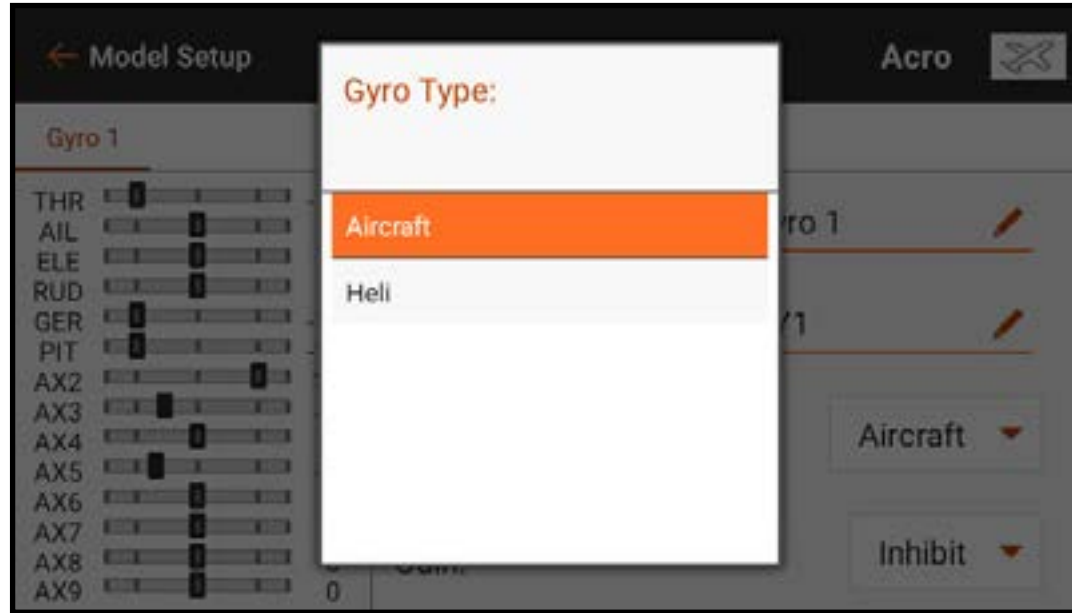 ← Model Setup
Acro
Gyro Type:
Gyro 1
Aircraft
Heli
THR
AIL
ELE
RUD
GER
PIT
AX2
AX3
AX4
AX5
AX6
AX7
AX8
AX9
0
ro 1
Aircraft
Inhibit